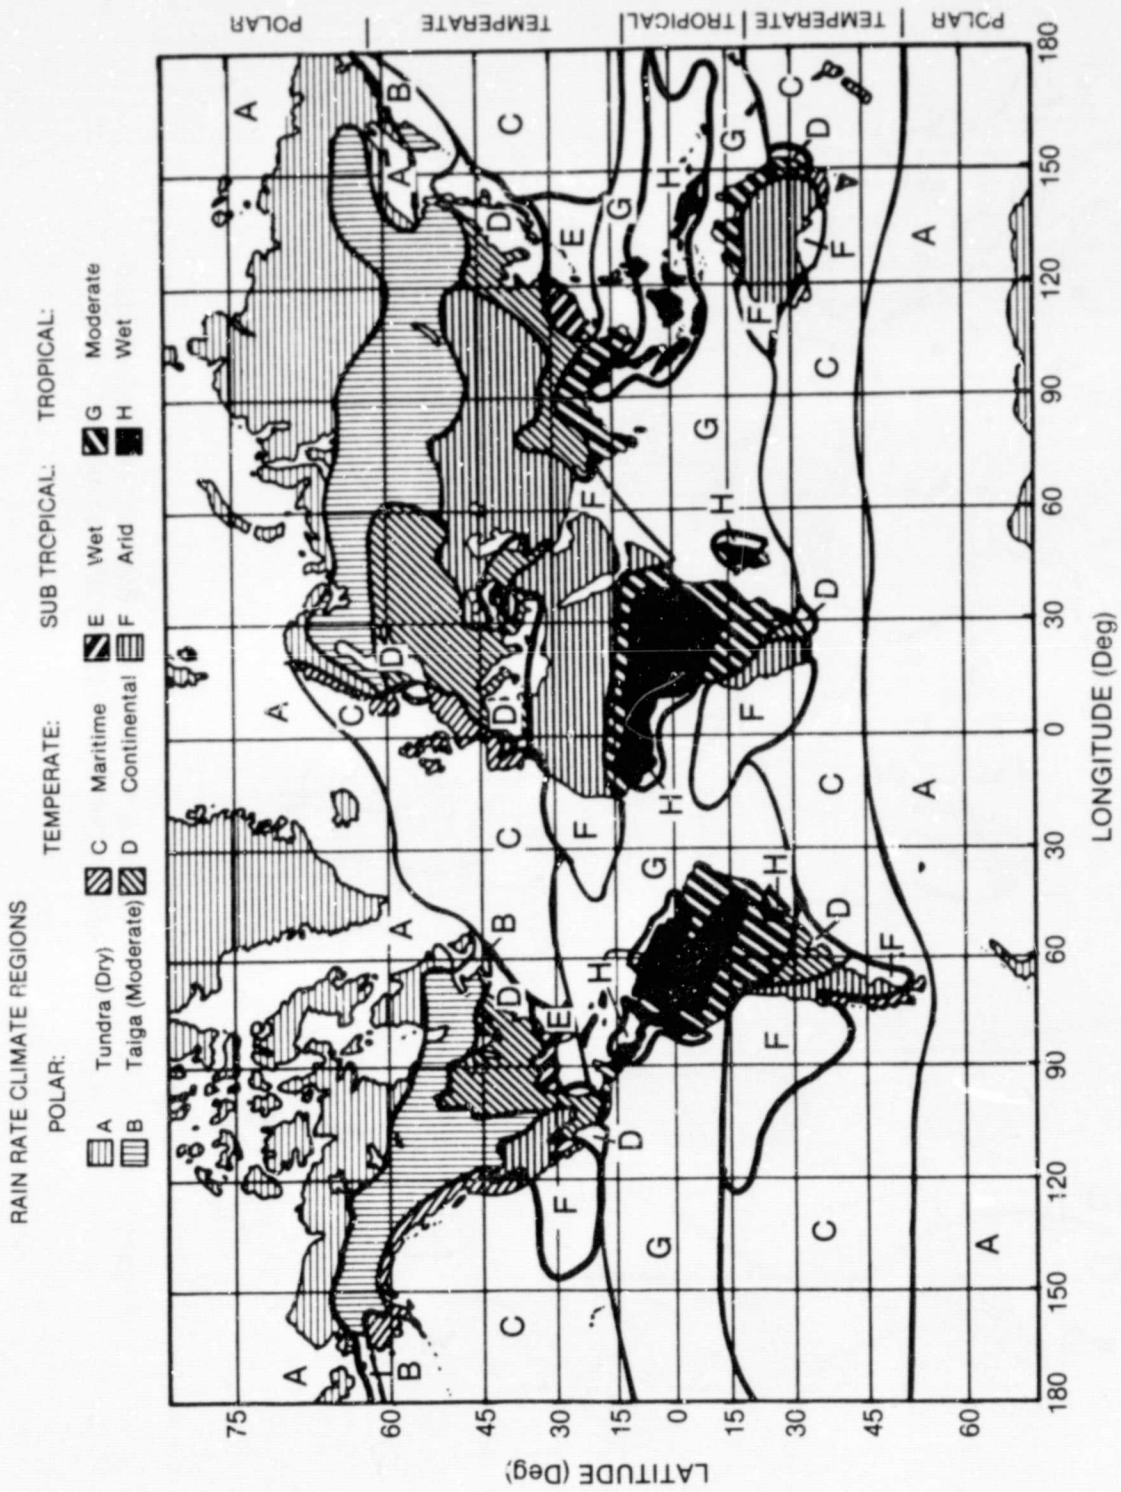 RAIN RATE CLIMATE REGIONS
POLAR: TEMPERATE: SUB TROPICAL: TROPICAL:
A Tundra (Dry) C Maritime E Wet G Moderate
B Taiga (Moderate) D Continental F Arid H Wet
LATITUDE (Deg)
75 A
A A POLAR
C
60 B A D A B
45 C B D C D D C TEMPERATE
30 F E F F E
15 D H G
0 G G H H TROPICAL
15 F F H G F G
30 C H D C D C F D C TEMPERATE
45 F
A A
60 A POLAR
180 150 120 90 60 30 0 30 60 90 120 150 180
LONGITUDE (Deg)